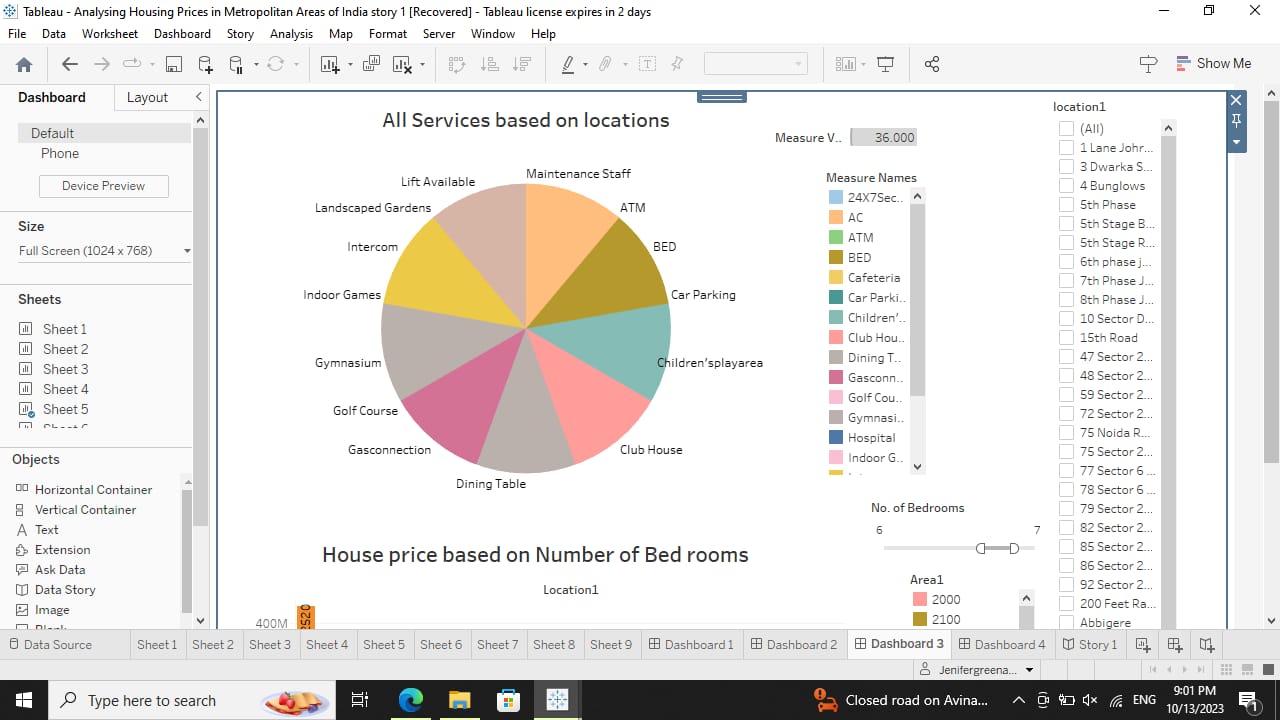 Tableau - Analysing Housing Prices in Metropolitan Areas of India story 1 [Recovered] - Tableau license expires in 2 days
File Data Worksheet Dashboard Story Analysis Map Format Server Window Help
Show Me
Dashboard Layout
Default
Phone
Device Preview
Size
Full Screen (1024 x 768)
Sheets
Sheet 1
Sheet 2
Sheet 3
Sheet 4
Sheet 5
Objects
Horizontal Container
Vertical Container
Text
Extension
Ask Data
Data Story
Image
All Services based on locations
Maintenance Staff
Lift Available
ATM
Landscaped Gardens
Intercom
BED
Indoor Games
Car Parking
Gymnasium
Children'splayarea
Golf Course
Gasconnection
Club House
Dining Table
House price based on Number of Bed rooms
Location1
400M
2520
Measure V.. 36.000
Measure Names
24X7Sec..
AC
ATM
BED
Cafeteria
Car Parki..
Children'..
Club Hou..
Dining T..
Gasconn..
Golf Cou..
Gymnasi..
Hospital
Indoor G..
No. of Bedrooms
6 7
Area1
2000
2100
location1
(All)
1 Lane Johr...
3 Dwarka S...
4 Bunglows
5th Phase
5th Stage B...
5th Stage R...
6th phase j...
7th Phase J...
8th Phase J...
10 Sector D...
15th Road
47 Sector 2...
48 Sector 2...
59 Sector 2...
72 Sector 2...
75 Noida R...
75 Sector 2...
77 Sector 6 ...
78 Sector 6 ...
79 Sector 2...
82 Sector 2...
85 Sector 2...
86 Sector 2...
92 Sector 2...
200 Feet Ra...
Abbigere
Data Source Sheet 1 Sheet 2 Sheet 3 Sheet 4 Sheet 5 Sheet 6 Sheet 7 Sheet 8 Sheet 9 Dashboard 1 Dashboard 2 Dashboard 3 Dashboard 4 Story 1
Jenifergreena...
Type here to search
Closed road on Avina...
ENG
9:01 PM
10/13/2023
1